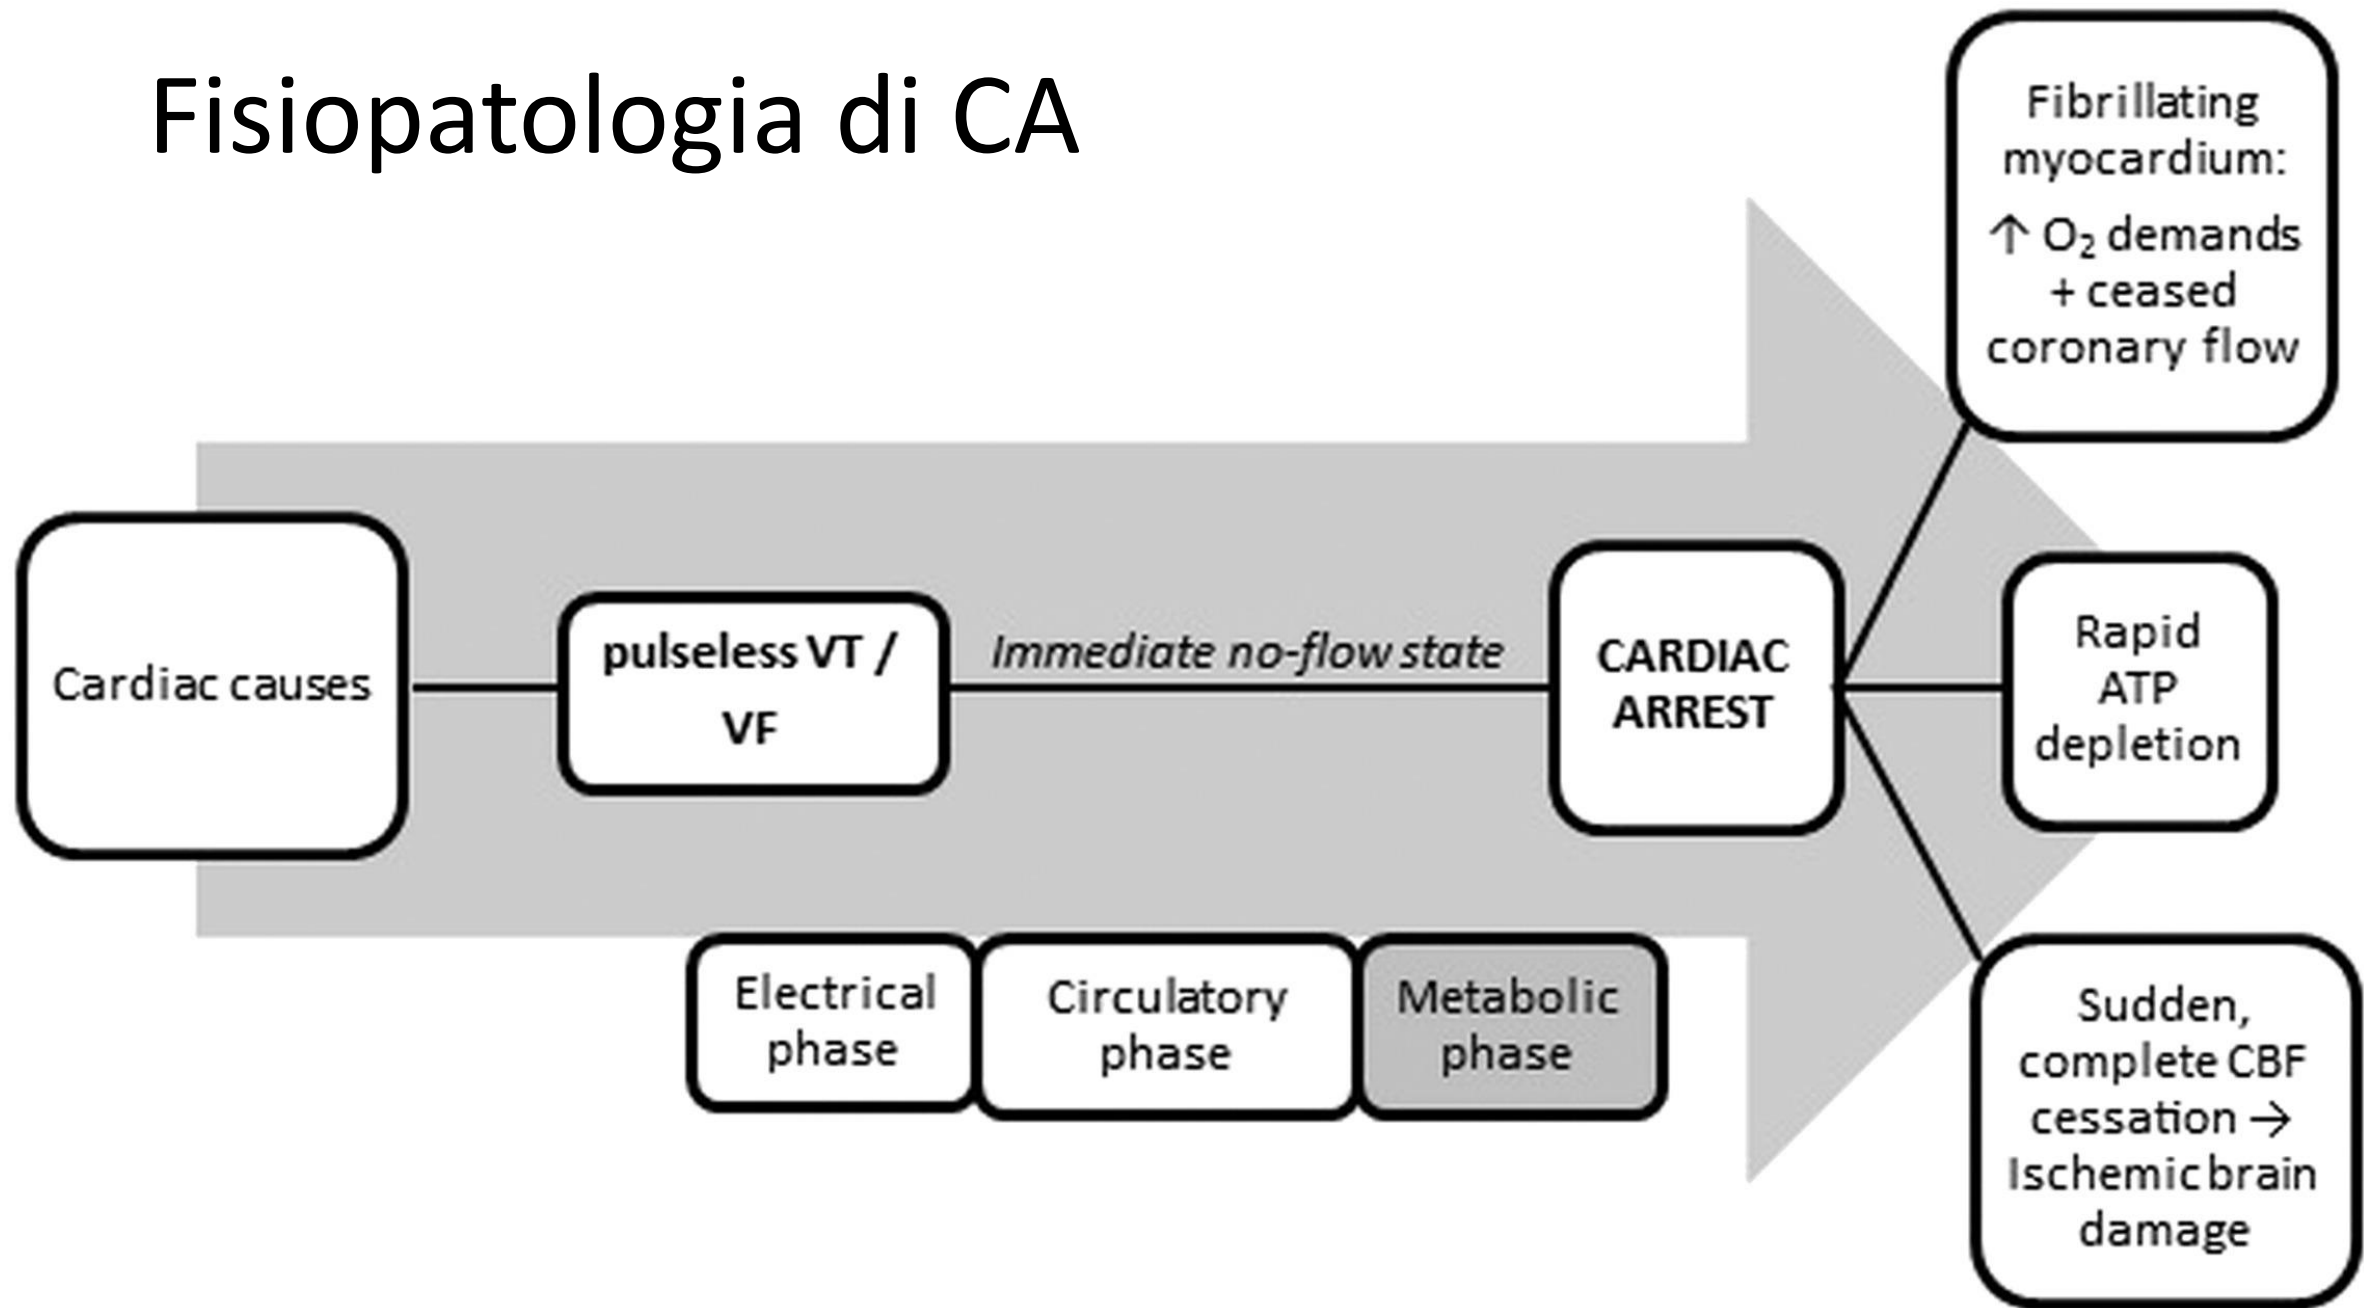 Fisiopatologia di CA
Fibrillating
myocardium:
↑ O₂ demands
+ ceased
coronary flow
Cardiac causes
pulseless VT /
VF
Immediate no-flow state
CARDIAC
ARREST
Rapid
ATP
depletion
Electrical
phase
Circulatory
phase
Metabolic
phase
Sudden,
complete CBF
cessation →
Ischemic brain
damage